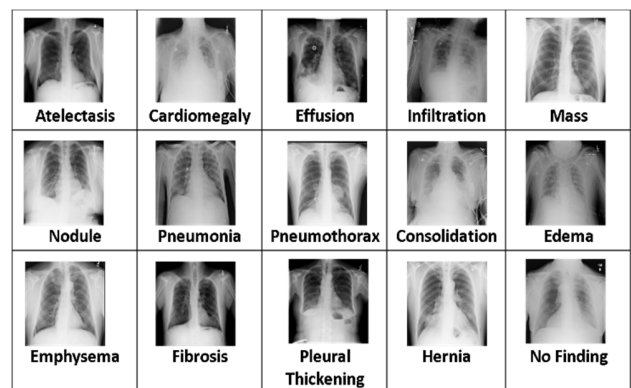 Atelectasis
Cardiomegaly
Effusion
Infiltration
Mass
Nodule
Pneumonia
Pneumothorax
Consolidation
Edema
Emphysema
Fibrosis
Pleural
Thickening
Hernia
No Finding